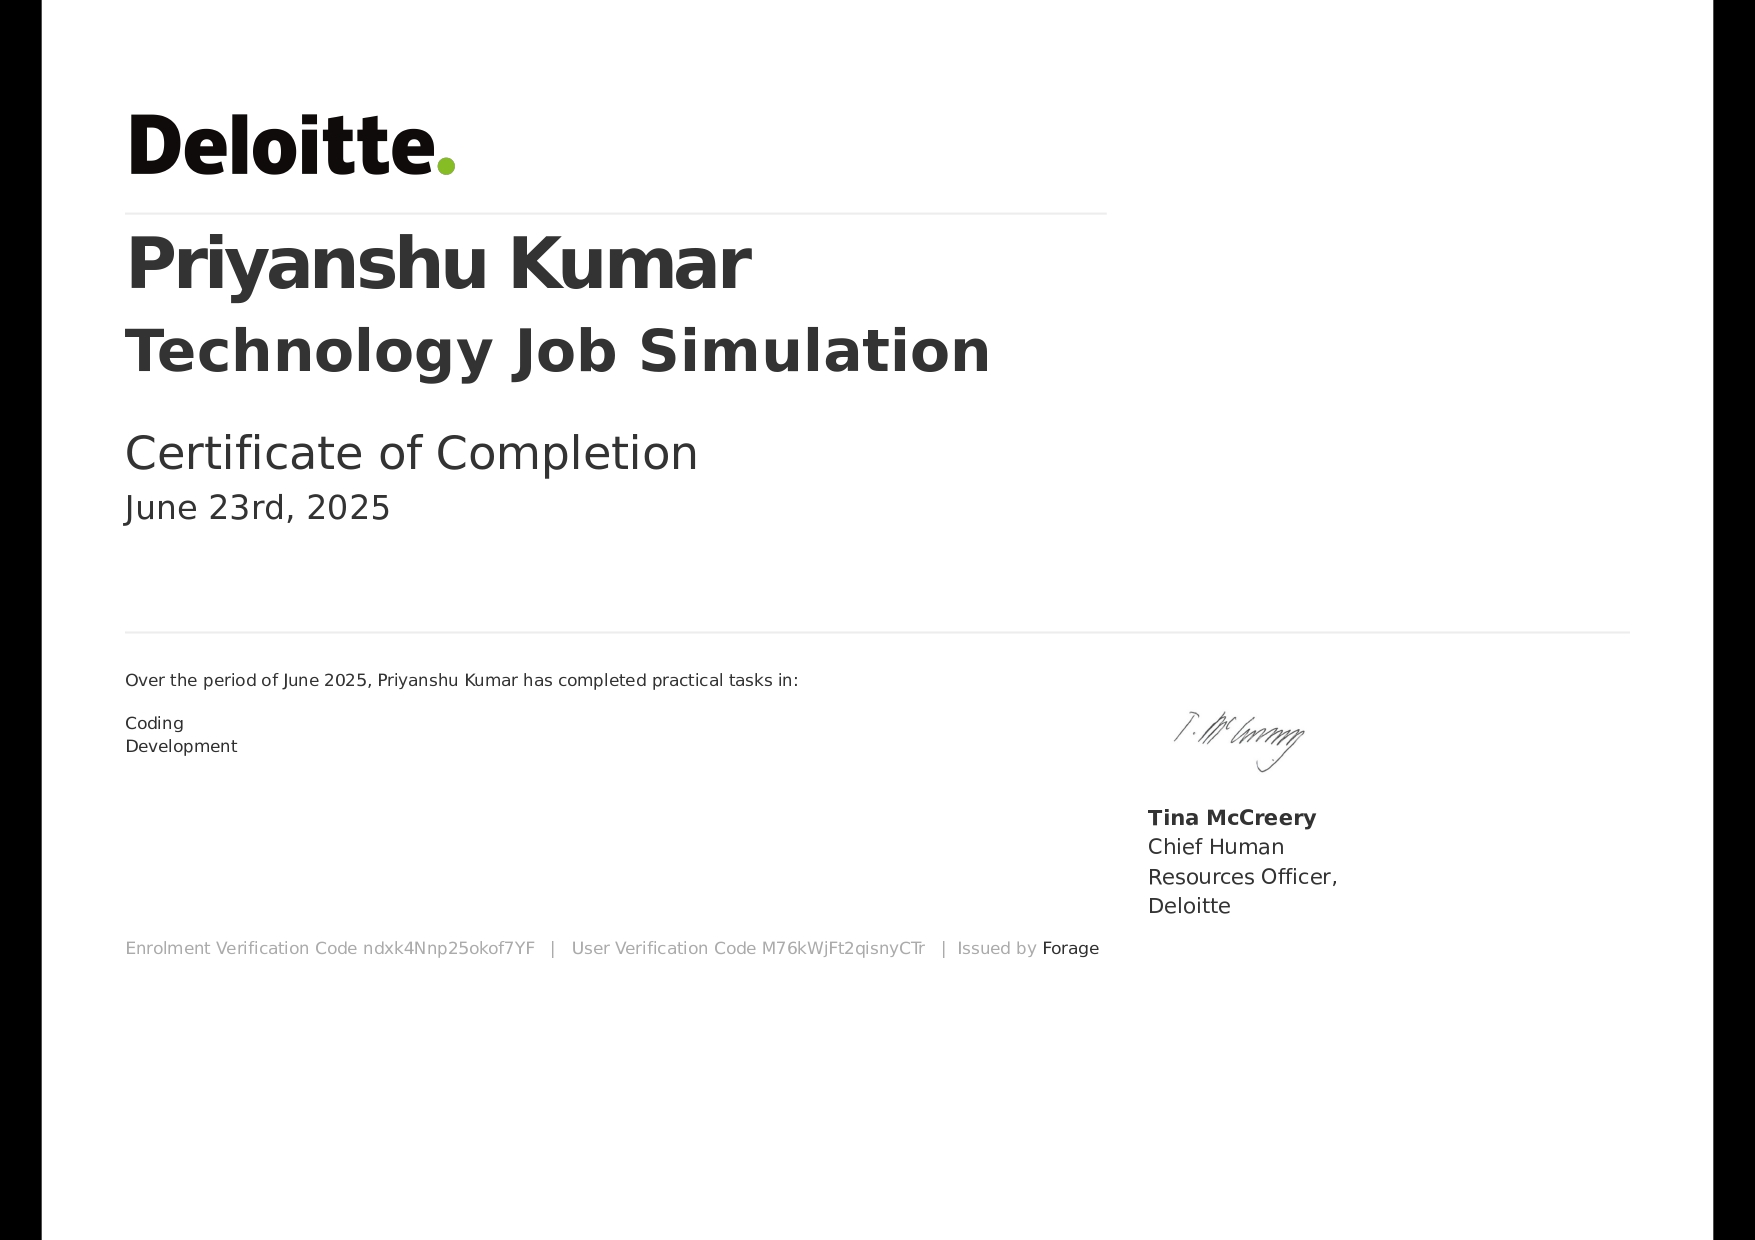 Deloitte.
Priyanshu Kumar
Technology Job Simulation
Certificate of Completion
June 23rd, 2025
Over the period of June 2025, Priyanshu Kumar has completed practical tasks in:
Coding
Development
T. McCreery
Tina McCreery
Chief Human
Resources Officer,
Deloitte
Enrolment Verification Code ndxk4Nnp25okof7YF | User Verification Code M76kWjFt2qisnyCTr | Issued by Forage